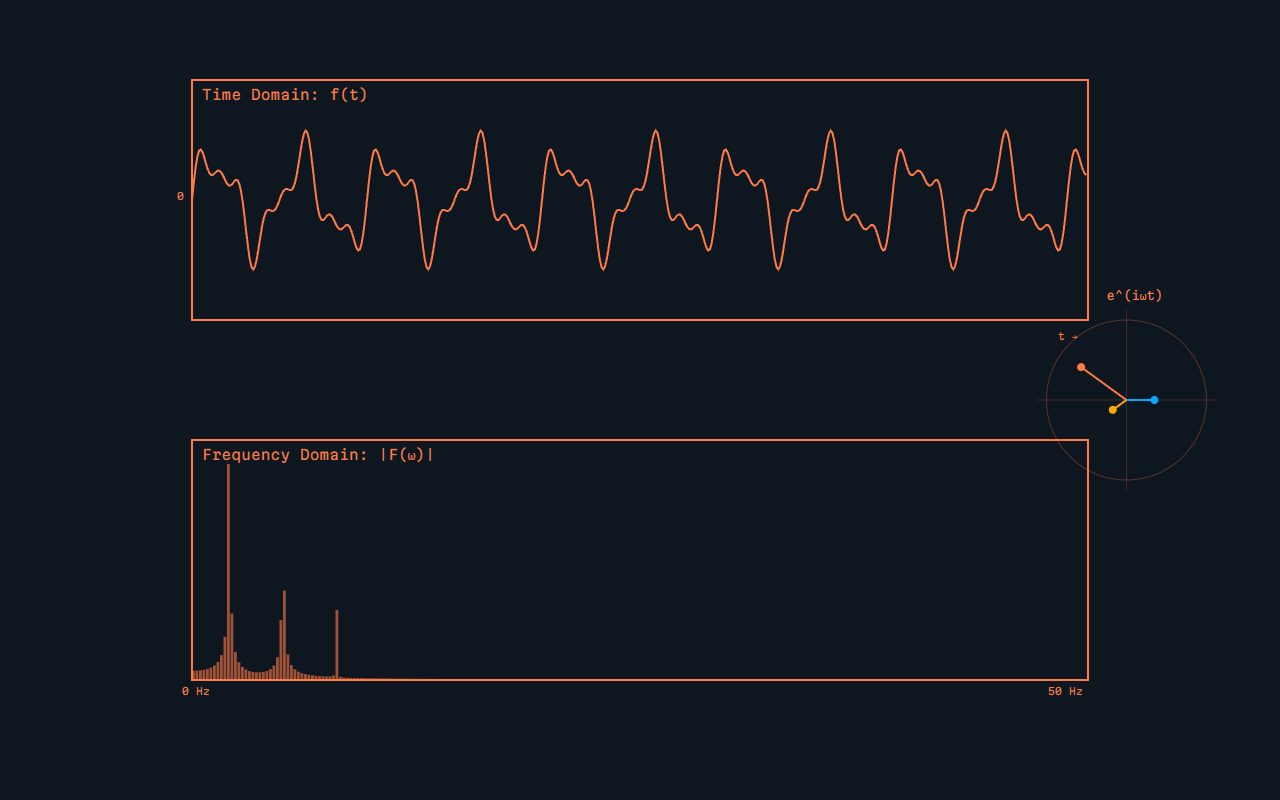 Time Domain: f(t)
0
e^(iωt)
t →
Frequency Domain: |F(ω)|
0 Hz
50 Hz